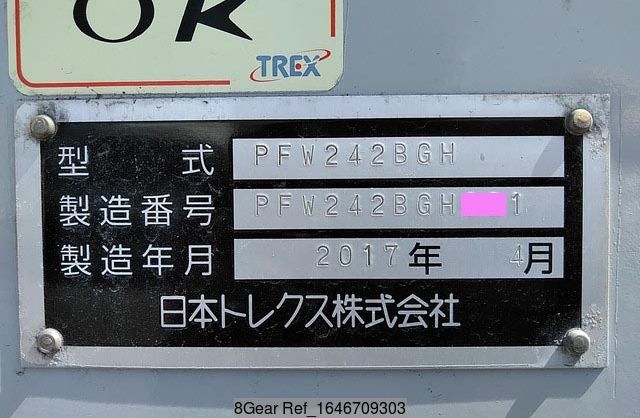 OK
TREX
型式 PFW242BGH
製造番号 PFW242BGH 1
製造年月 2017年 4月
日本トレクス株式会社
8Gear Ref_1646709303